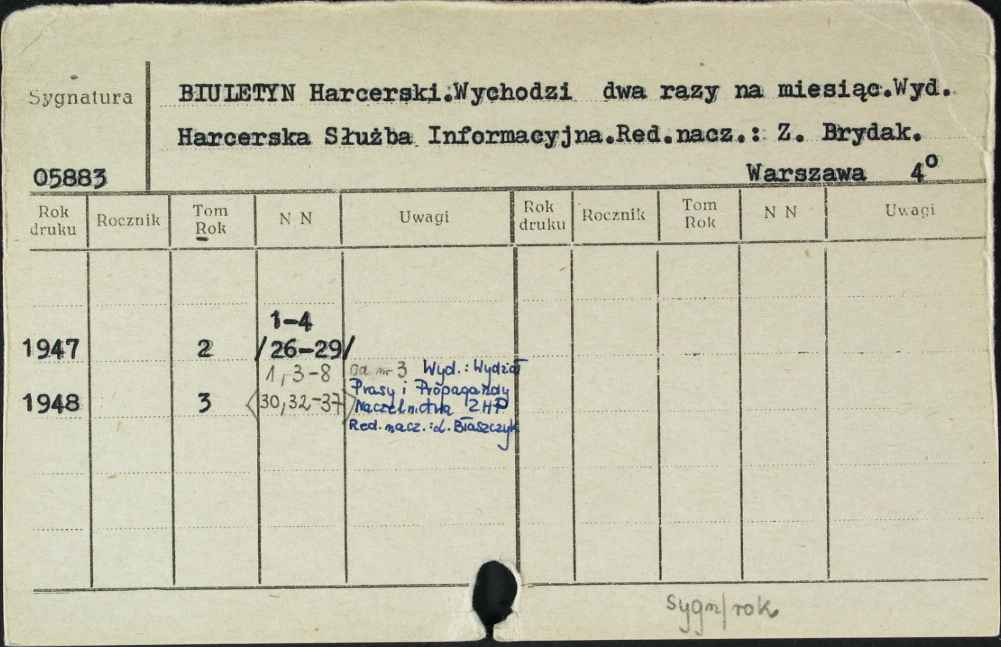 Sygnatura
BIULETYN Harcerski.Wychodzi dwa razy na miesiąc.Wyd.
Harcerska Służba Informacyjna.Red.nacz.: Z. Brydak.
05883
Warszawa 4°
Rok druku Rocznik Tom Rok N N Uwagi Rok druku Rocznik Tom Rok N N Uwagi
1-4
1947 2 /26-29/
1, 3-8 od nr 3 Wyd.: Wydział
Prasy i Propagandy
1948 3 <30, 32-37> Naczelnictwa ZHP
Red. nacz.: L. Błaszczyk
sygn/rok